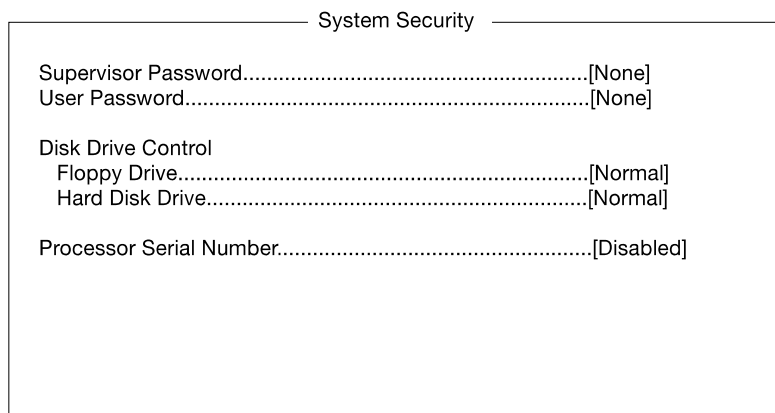 System Security
Supervisor Password..........................................................[None]
User Password....................................................................[None]
Disk Drive Control
Floppy Drive.....................................................................[Normal]
Hard Disk Drive................................................................[Normal]
Processor Serial Number.....................................................[Disabled]